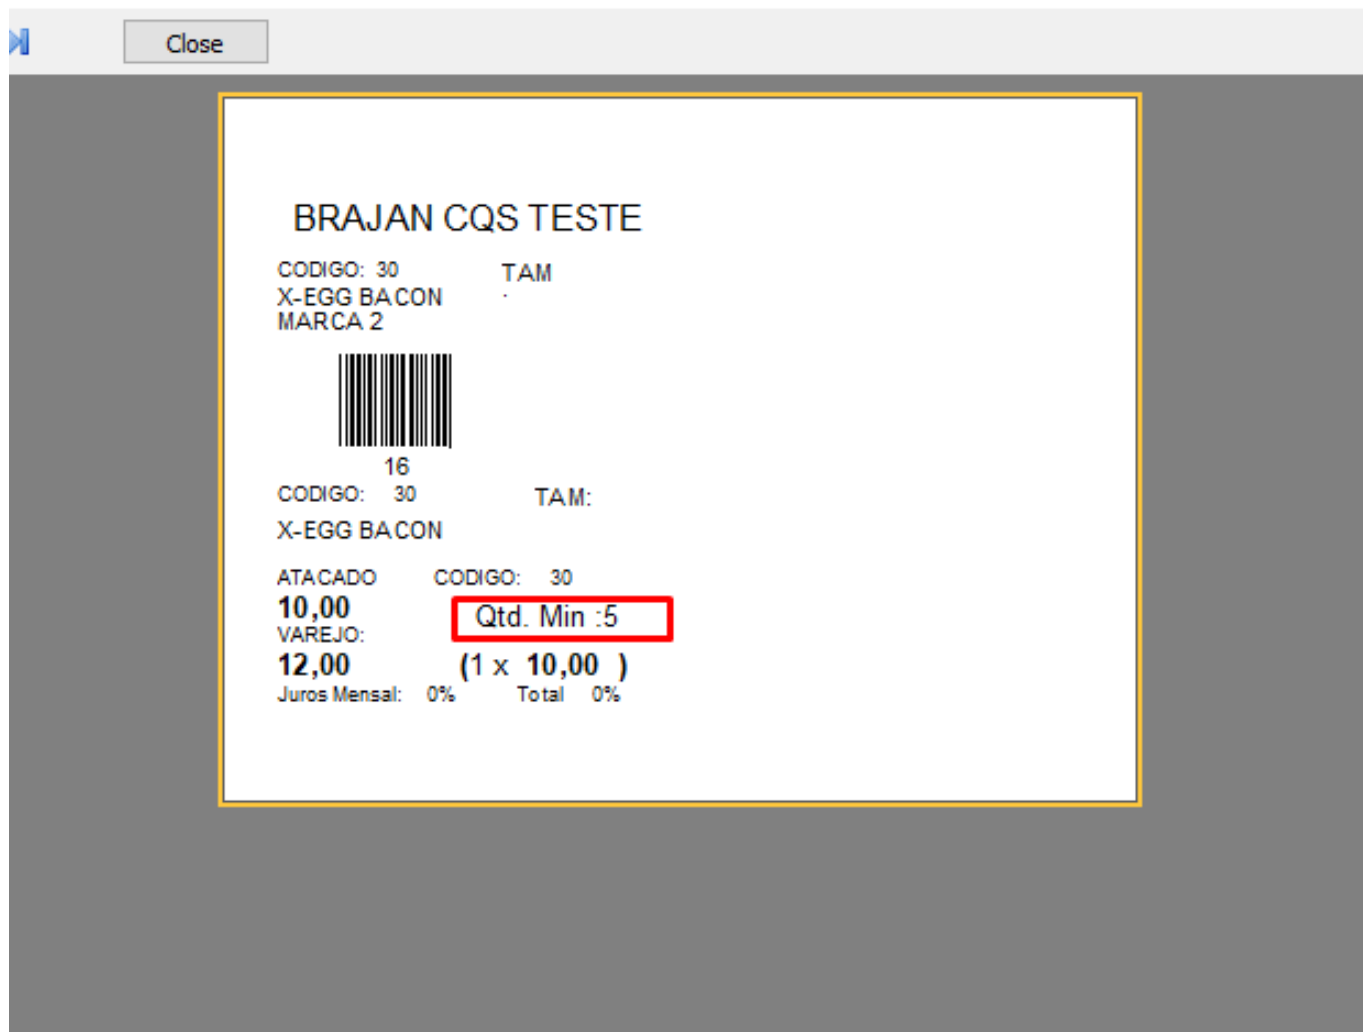 Close
BRAJAN CQS TESTE
CODIGO: 30 TAM
X-EGG BACON .
MARCA 2
16
CODIGO: 30 TAM:
X-EGG BACON
ATACADO CODIGO: 30
10,00 Qtd. Min :5
VAREJO:
12,00 (1 x 10,00 )
Juros Mensal: 0% Total 0%